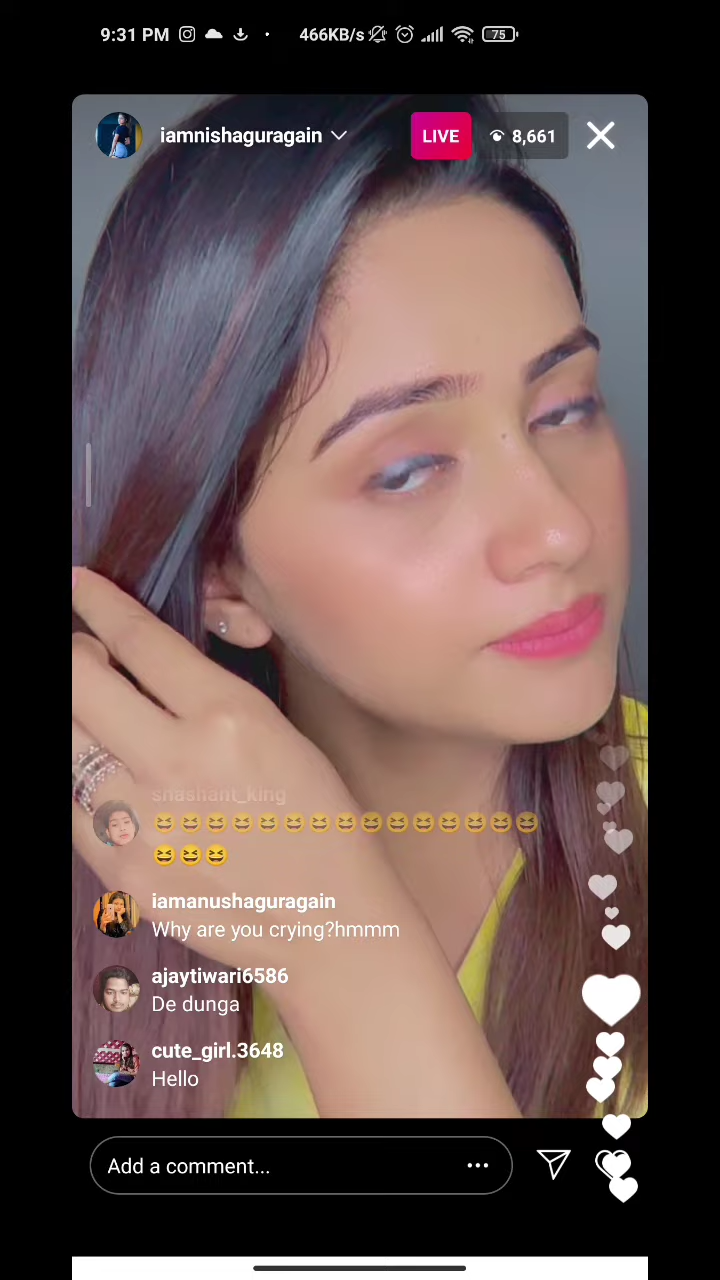 9:31 PM 466KB/s 75
iamnishaguragain LIVE 8,661
shashant_king
😆😆😆😆😆😆😆😆😆😆😆😆😆😆😆
😆😆😆
iamanushaguragain
Why are you crying?hmmm
ajaytiwari6586
De dunga
cute_girl.3648
Hello
Add a comment...